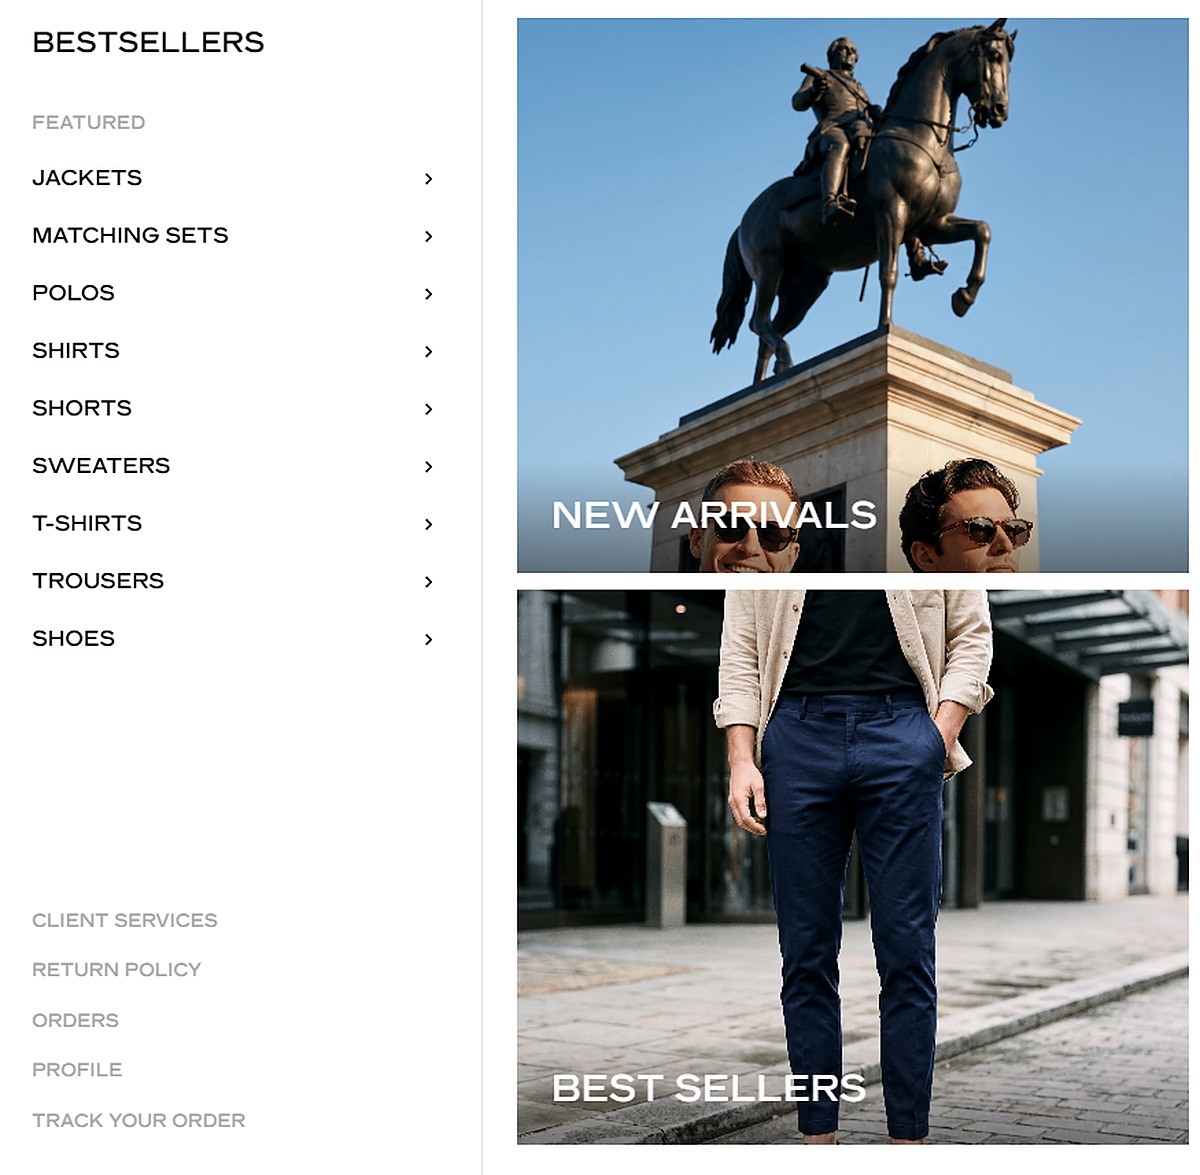 BESTSELLERS
FEATURED
JACKETS
MATCHING SETS
POLOS
SHIRTS
SHORTS
SWEATERS
T-SHIRTS
TROUSERS
SHOES
CLIENT SERVICES
RETURN POLICY
ORDERS
PROFILE
TRACK YOUR ORDER
NEW ARRIVALS
BEST SELLERS